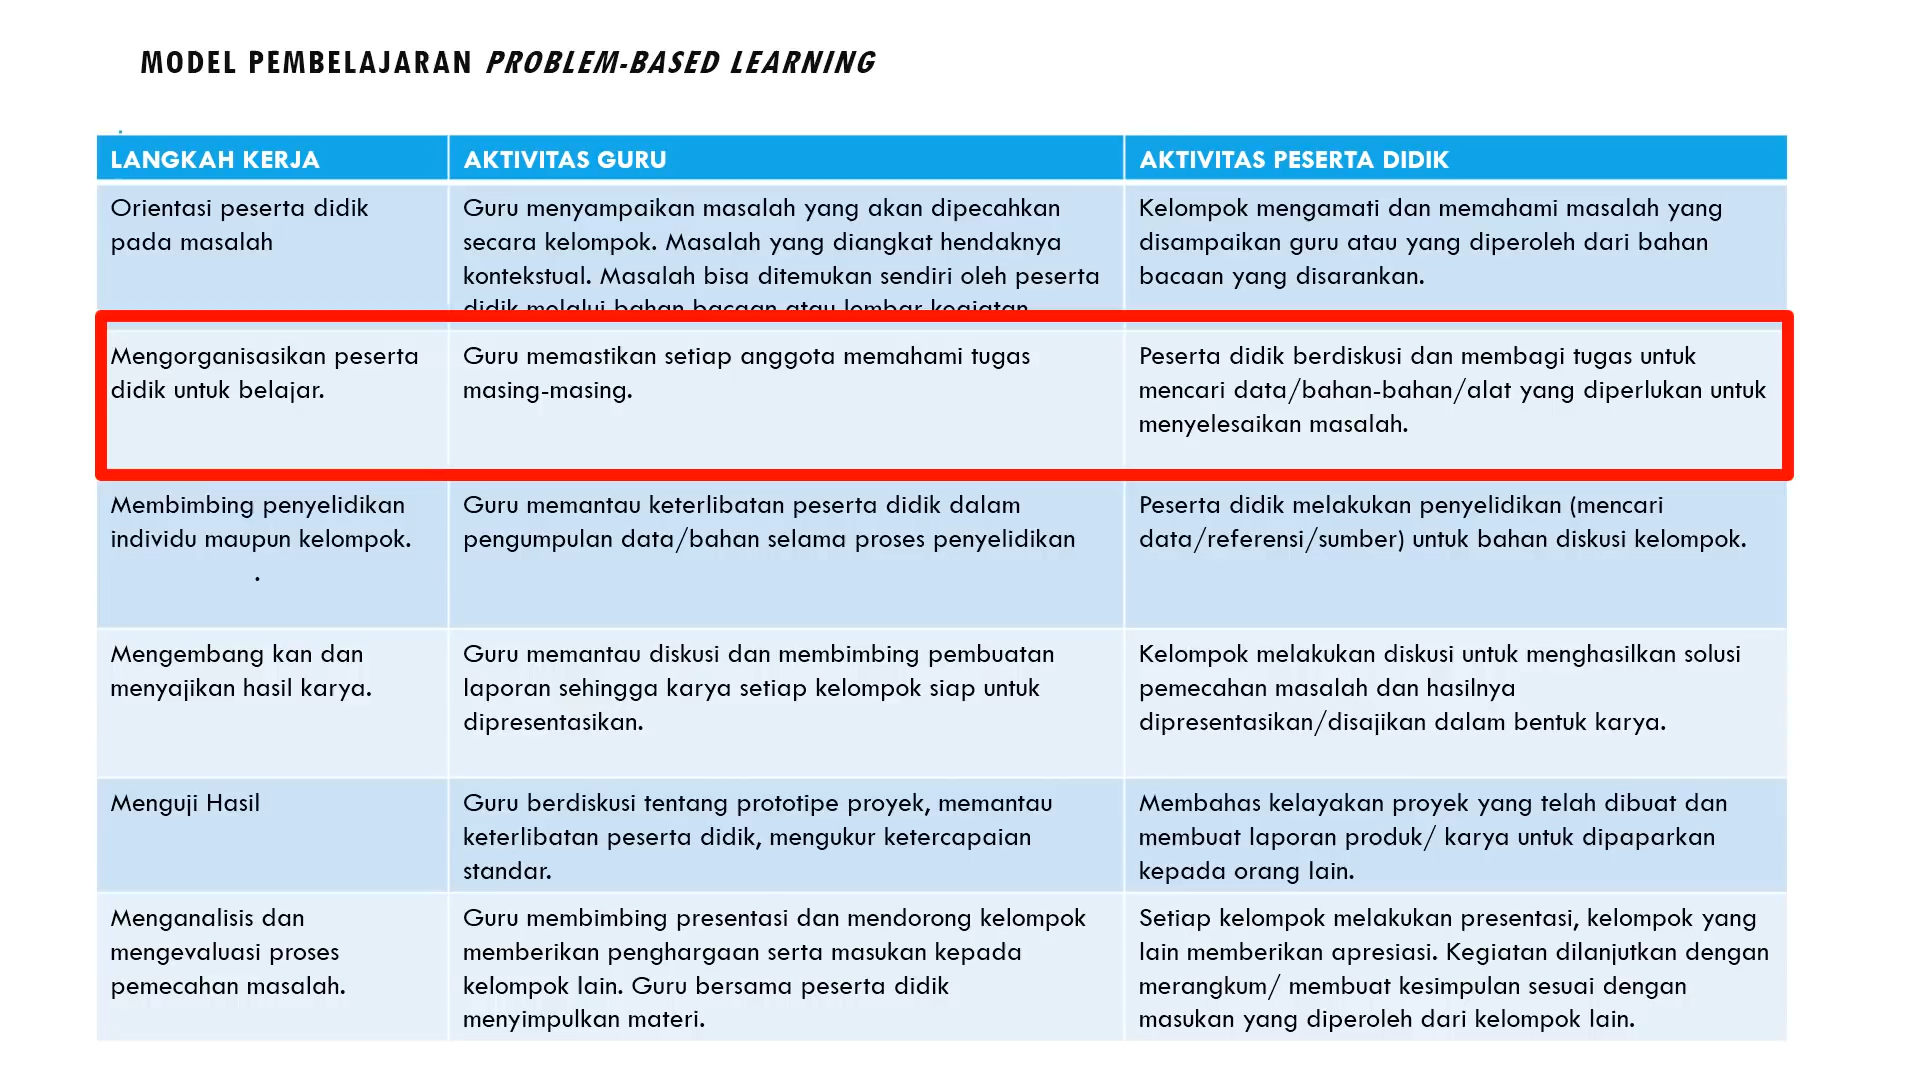 MODEL PEMBELAJARAN PROBLEM-BASED LEARNING
LANGKAH KERJA
AKTIVITAS GURU
AKTIVITAS PESERTA DIDIK
Orientasi peserta didik
pada masalah
Guru menyampaikan masalah yang akan dipecahkan
secara kelompok. Masalah yang diangkat hendaknya
kontekstual. Masalah bisa ditemukan sendiri oleh peserta
didik melalui bahan bacaan atau lembar kegiatan
Kelompok mengamati dan memahami masalah yang
disampaikan guru atau yang diperoleh dari bahan
bacaan yang disarankan.
Mengorganisasikan peserta
didik untuk belajar.
Guru memastikan setiap anggota memahami tugas
masing-masing.
Peserta didik berdiskusi dan membagi tugas untuk
mencari data/bahan-bahan/alat yang diperlukan untuk
menyelesaikan masalah.
Membimbing penyelidikan
individu maupun kelompok.
.
Guru memantau keterlibatan peserta didik dalam
pengumpulan data/bahan selama proses penyelidikan
Peserta didik melakukan penyelidikan (mencari
data/referensi/sumber) untuk bahan diskusi kelompok.
Mengembang kan dan
menyajikan hasil karya.
Guru memantau diskusi dan membimbing pembuatan
laporan sehingga karya setiap kelompok siap untuk
dipresentasikan.
Kelompok melakukan diskusi untuk menghasilkan solusi
pemecahan masalah dan hasilnya
dipresentasikan/disajikan dalam bentuk karya.
Menguji Hasil
Guru berdiskusi tentang prototipe proyek, memantau
keterlibatan peserta didik, mengukur ketercapaian
standar.
Membahas kelayakan proyek yang telah dibuat dan
membuat laporan produk/ karya untuk dipaparkan
kepada orang lain.
Menganalisis dan
mengevaluasi proses
pemecahan masalah.
Guru membimbing presentasi dan mendorong kelompok
memberikan penghargaan serta masukan kepada
kelompok lain. Guru bersama peserta didik
menyimpulkan materi.
Setiap kelompok melakukan presentasi, kelompok yang
lain memberikan apresiasi. Kegiatan dilanjutkan dengan
merangkum/ membuat kesimpulan sesuai dengan
masukan yang diperoleh dari kelompok lain.